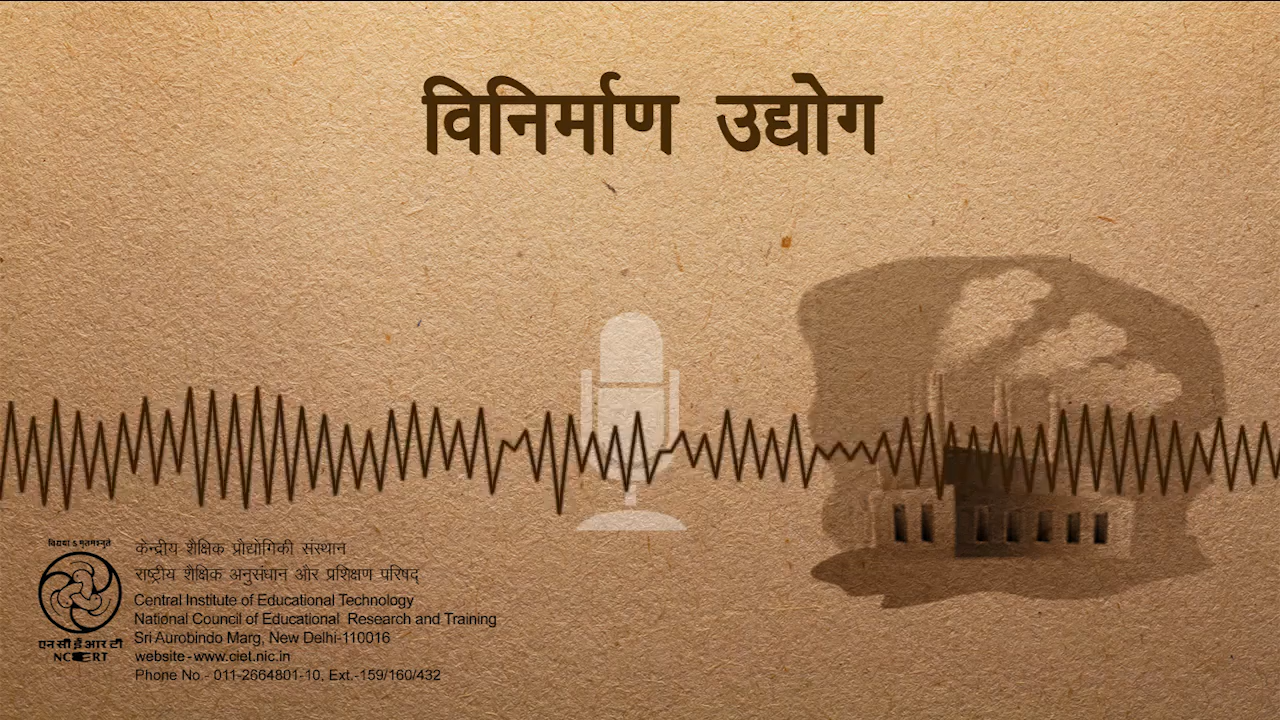 विनिर्माण उद्योग
विद्यया ऽ मृतमश्नुते
एन सी ई आर टी
NCERT
केन्द्रीय शैक्षिक प्रौद्योगिकी संस्थान
राष्ट्रीय शैक्षिक अनुसंधान और प्रशिक्षण परिषद्
Central Institute of Educational Technology
National Council of Educational Research and Training
Sri Aurobindo Marg, New Delhi-110016
website - www.ciet.nic.in
Phone No - 011-2664801-10, Ext.-159/160/432